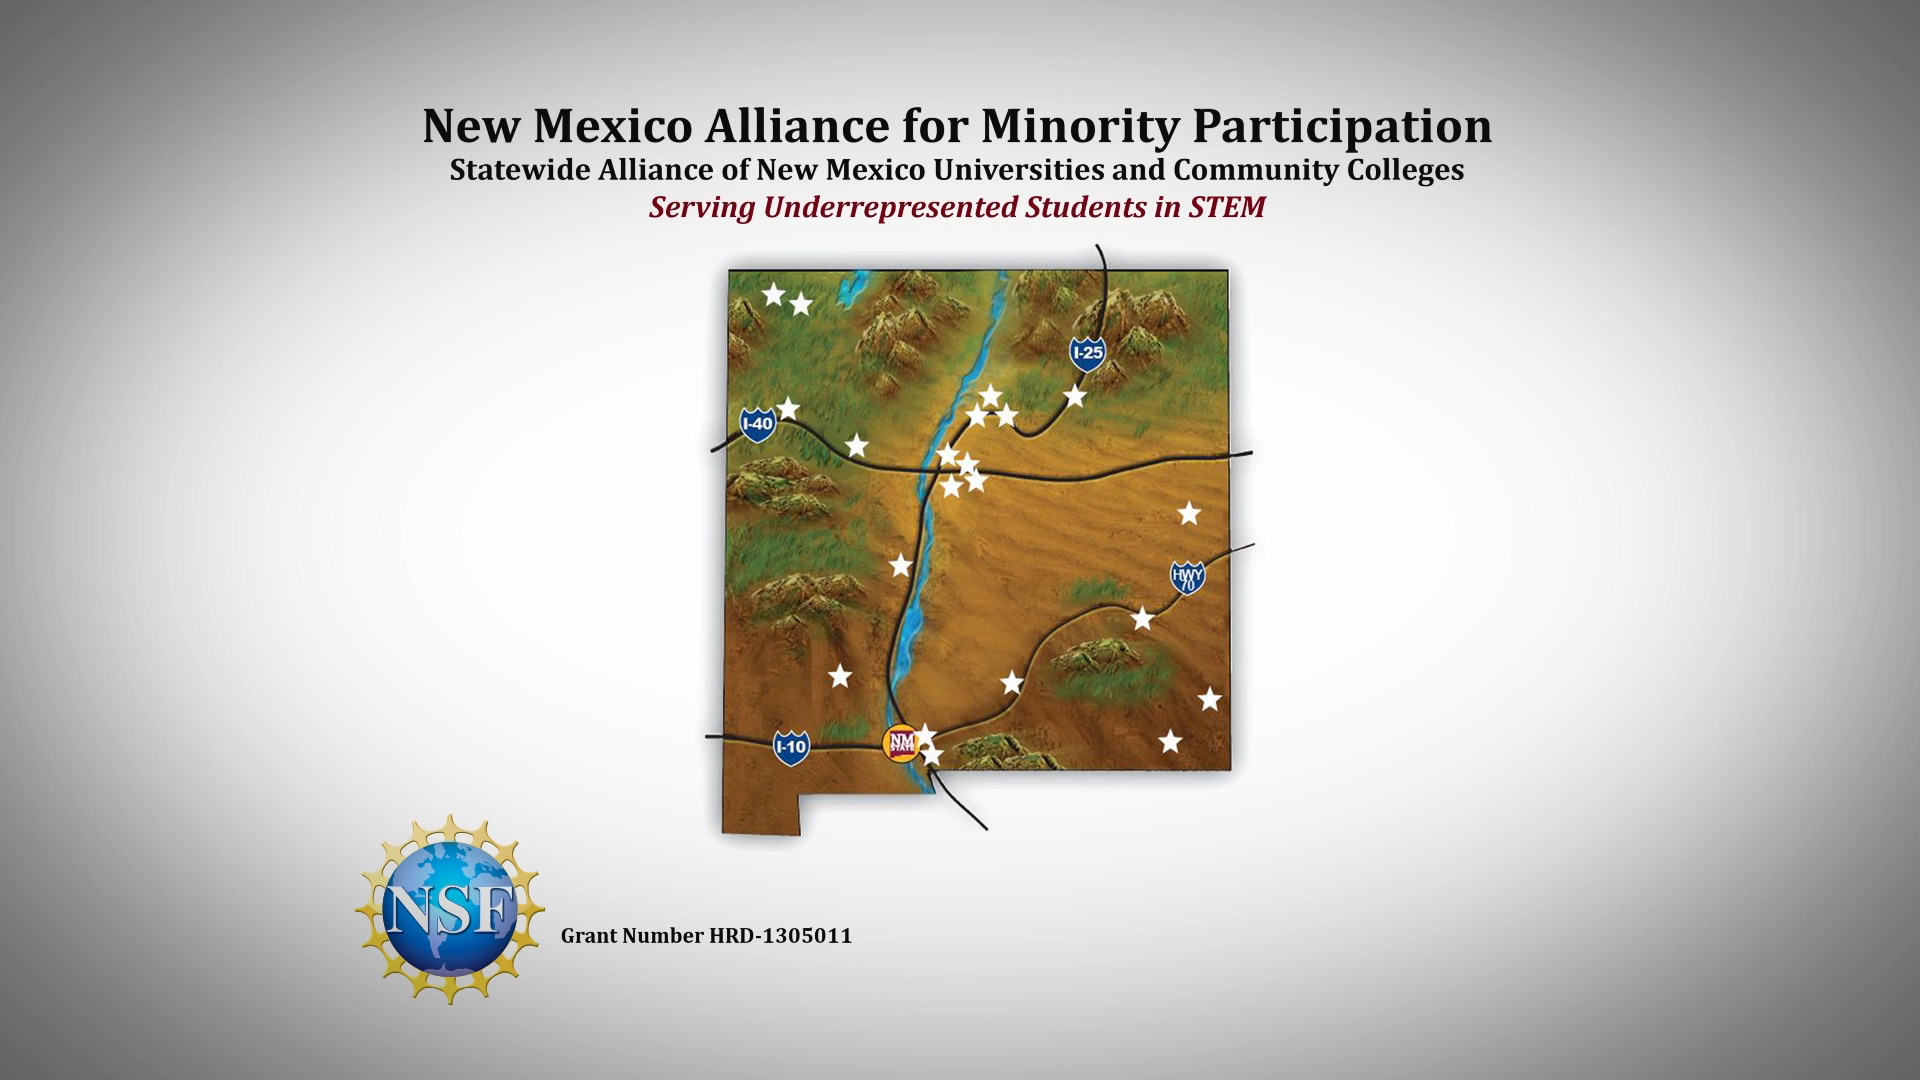 New Mexico Alliance for Minority Participation
Statewide Alliance of New Mexico Universities and Community Colleges
Serving Underrepresented Students in STEM
I-25
I-40
HWY
70
I-10
NM
STATE
NSF
Grant Number HRD-1305011